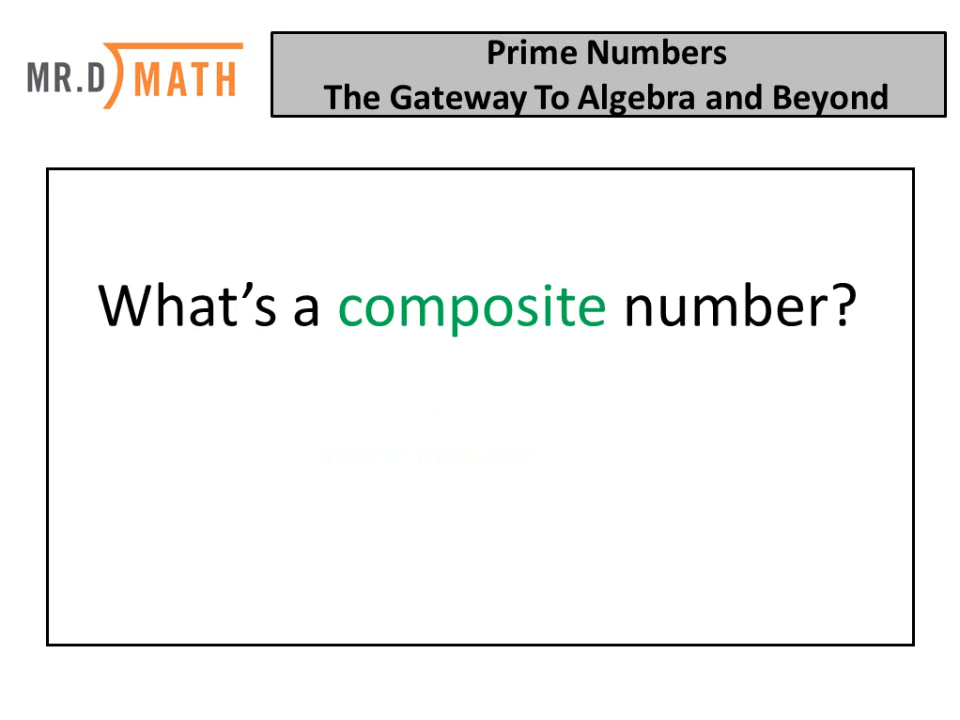 MR.D MATH
Prime Numbers
The Gateway To Algebra and Beyond
What's a composite number?